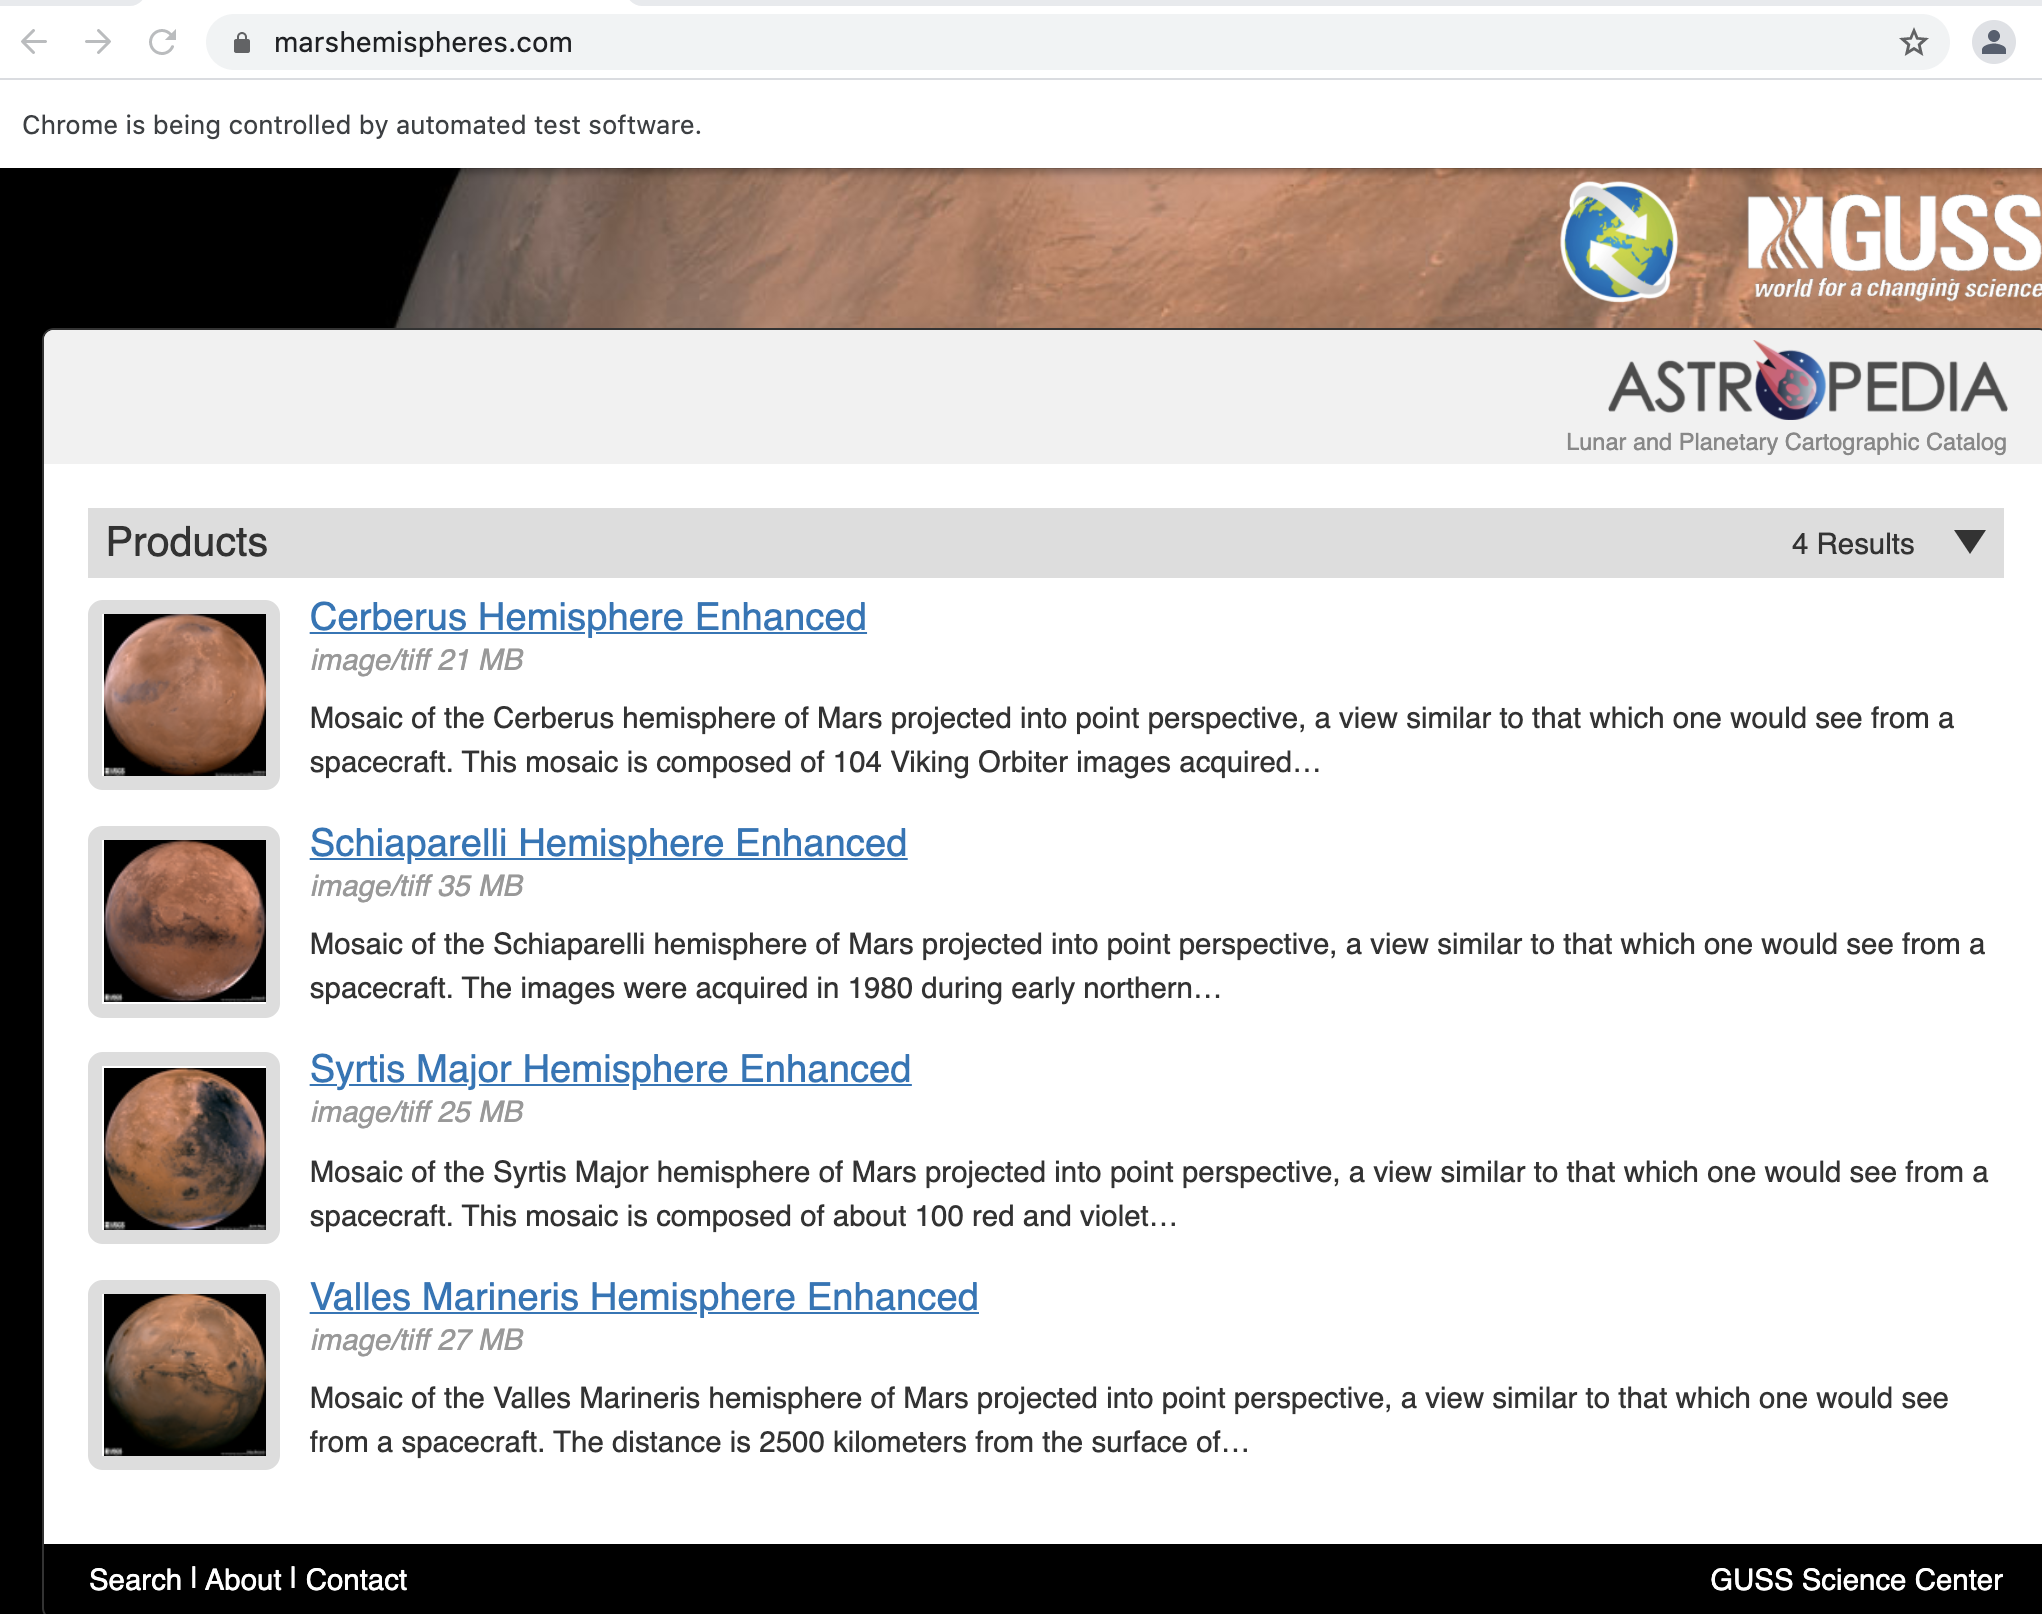 marshemispheres.com
Chrome is being controlled by automated test software.
GUSS
world for a changing science
ASTROPEDIA
Lunar and Planetary Cartographic Catalog
Products
4 Results
Cerberus Hemisphere Enhanced
image/tiff 21 MB
Mosaic of the Cerberus hemisphere of Mars projected into point perspective, a view similar to that which one would see from a
spacecraft. This mosaic is composed of 104 Viking Orbiter images acquired…
Schiaparelli Hemisphere Enhanced
image/tiff 35 MB
Mosaic of the Schiaparelli hemisphere of Mars projected into point perspective, a view similar to that which one would see from a
spacecraft. The images were acquired in 1980 during early northern…
Syrtis Major Hemisphere Enhanced
image/tiff 25 MB
Mosaic of the Syrtis Major hemisphere of Mars projected into point perspective, a view similar to that which one would see from a
spacecraft. This mosaic is composed of about 100 red and violet…
Valles Marineris Hemisphere Enhanced
image/tiff 27 MB
Mosaic of the Valles Marineris hemisphere of Mars projected into point perspective, a view similar to that which one would see
from a spacecraft. The distance is 2500 kilometers from the surface of…
Search | About | Contact
GUSS Science Center